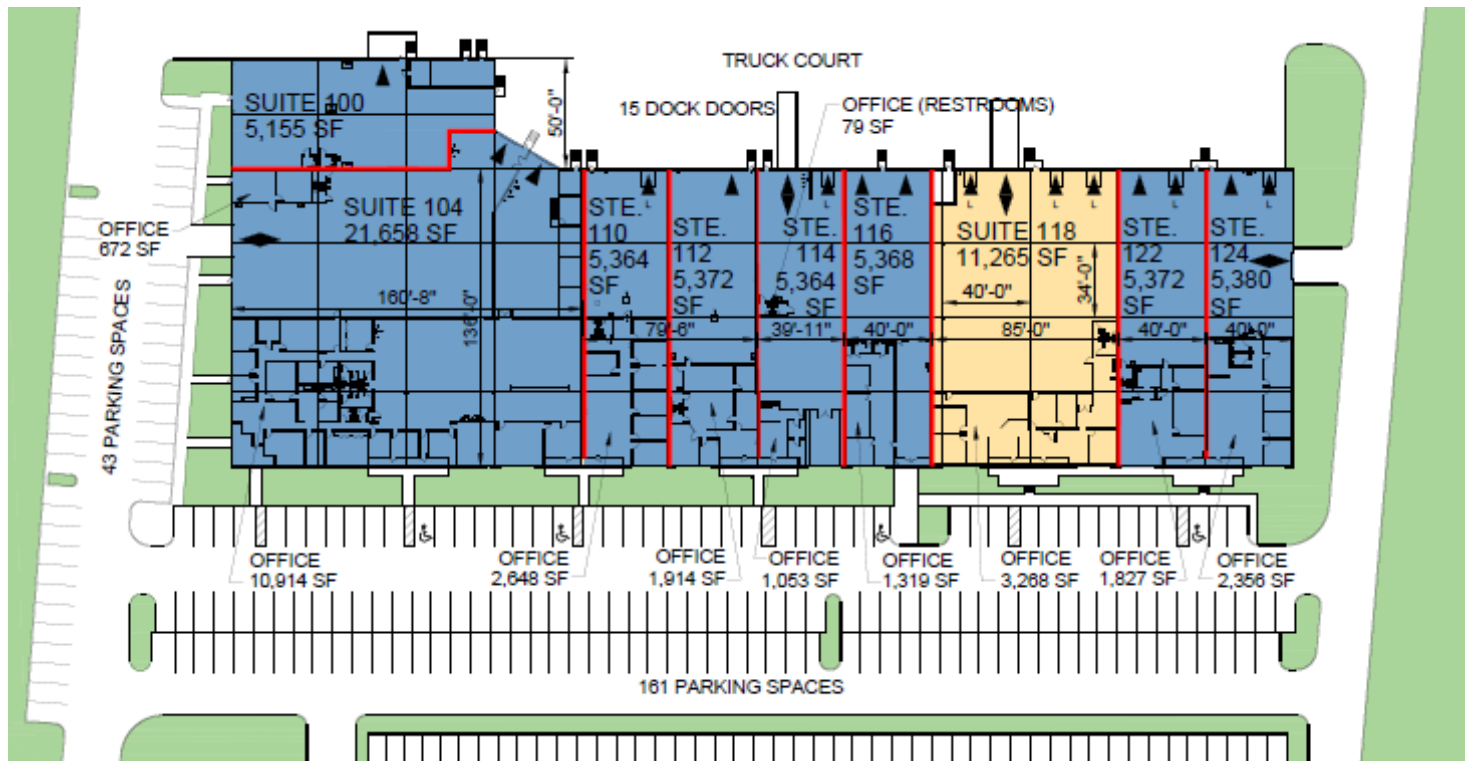 TRUCK COURT
15 DOCK DOORS
OFFICE (RESTROOMS)
79 SF
50'-0"
SUITE 100
5,155 SF
OFFICE
672 SF
SUITE 104
21,658 SF
160'-8"
136'-0"
STE.
110
5,364
SF
STE.
112
5,372
SF
79'-6"
STE.
114
5,364
SF
39'-11"
STE.
116
5,368
SF
40'-0"
SUITE 118
11,265 SF
40'-0"
34'-0"
85'-0"
STE.
122
5,372
SF
40'-0"
STE.
124
5,380
SF
40'-0"
L
L
L
L
L
L
L
L
43 PARKING SPACES
OFFICE
10,914 SF
OFFICE
2,648 SF
OFFICE
1,914 SF
OFFICE
1,053 SF
OFFICE
1,319 SF
OFFICE
3,268 SF
OFFICE
1,827 SF
OFFICE
2,356 SF
161 PARKING SPACES